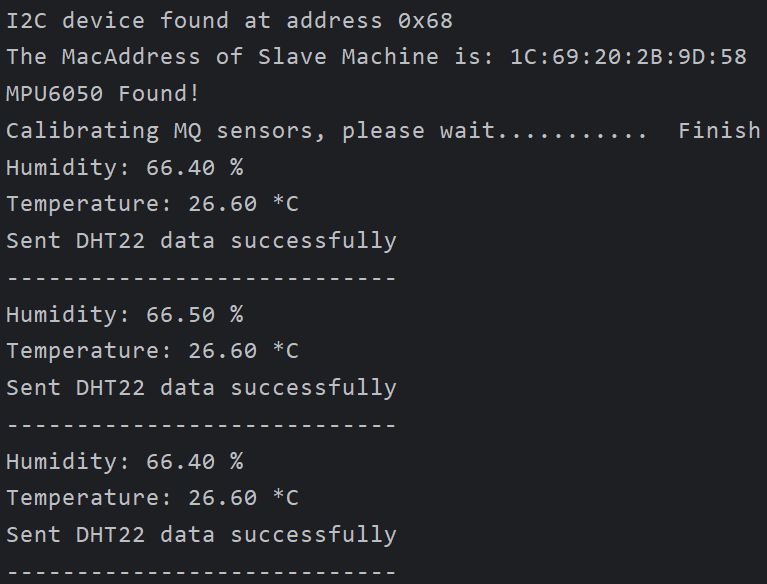 I2C device found at address 0x68
The MacAddress of Slave Machine is: 1C:69:20:2B:9D:58
MPU6050 Found!
Calibrating MQ sensors, please wait...........  Finish
Humidity: 66.40 %
Temperature: 26.60 *C
Sent DHT22 data successfully
----------------------------
Humidity: 66.50 %
Temperature: 26.60 *C
Sent DHT22 data successfully
----------------------------
Humidity: 66.40 %
Temperature: 26.60 *C
Sent DHT22 data successfully
----------------------------